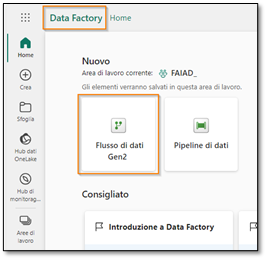 Data Factory Home
Home
Crea
Sfoglia
Hub dati
OneLake
Hub di
monitorag...
Aree di
lavoro
Nuovo
Area di lavoro corrente: FAIAD_
Gli elementi verranno salvati in questa area di lavoro.
Flusso di dati
Gen2
Pipeline di dati
Consigliato
Introduzione a Data Factory